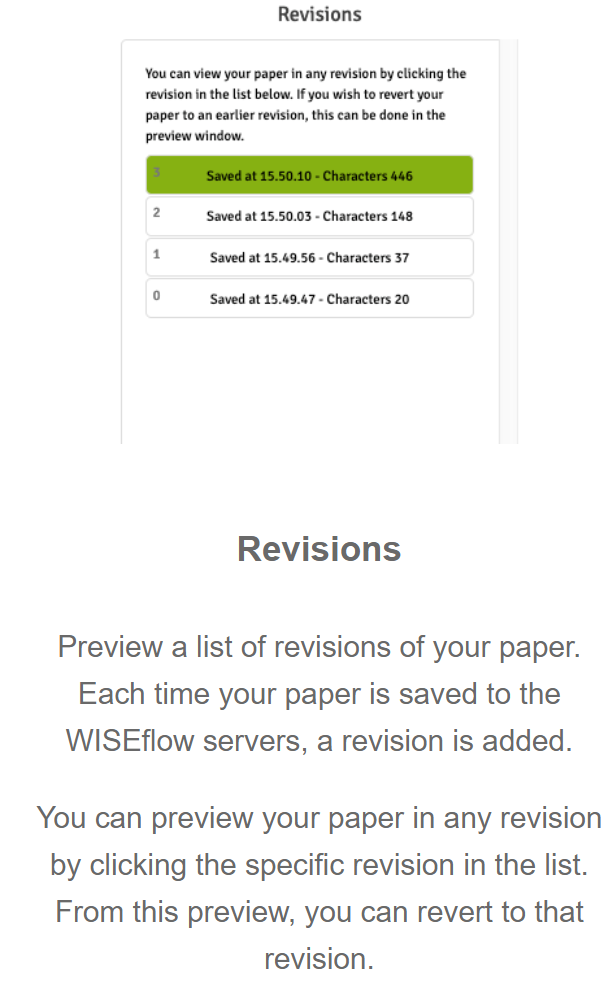 Revisions
You can view your paper in any revision by clicking the
revision in the list below. If you wish to revert your
paper to an earlier revision, this can be done in the
preview window.
3 Saved at 15.50.10 - Characters 446
2 Saved at 15.50.03 - Characters 148
1 Saved at 15.49.56 - Characters 37
0 Saved at 15.49.47 - Characters 20
Revisions
Preview a list of revisions of your paper.
Each time your paper is saved to the
WISEflow servers, a revision is added.
You can preview your paper in any revision
by clicking the specific revision in the list.
From this preview, you can revert to that
revision.